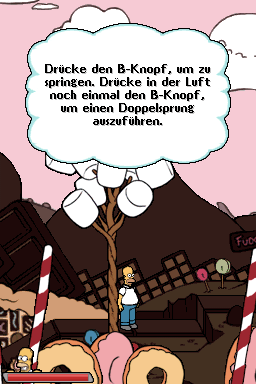 Drücke den B-Knopf, um zu
springen. Drücke in der Luft
noch einmal den B-Knopf,
um einen Doppelsprung
auszuführen.